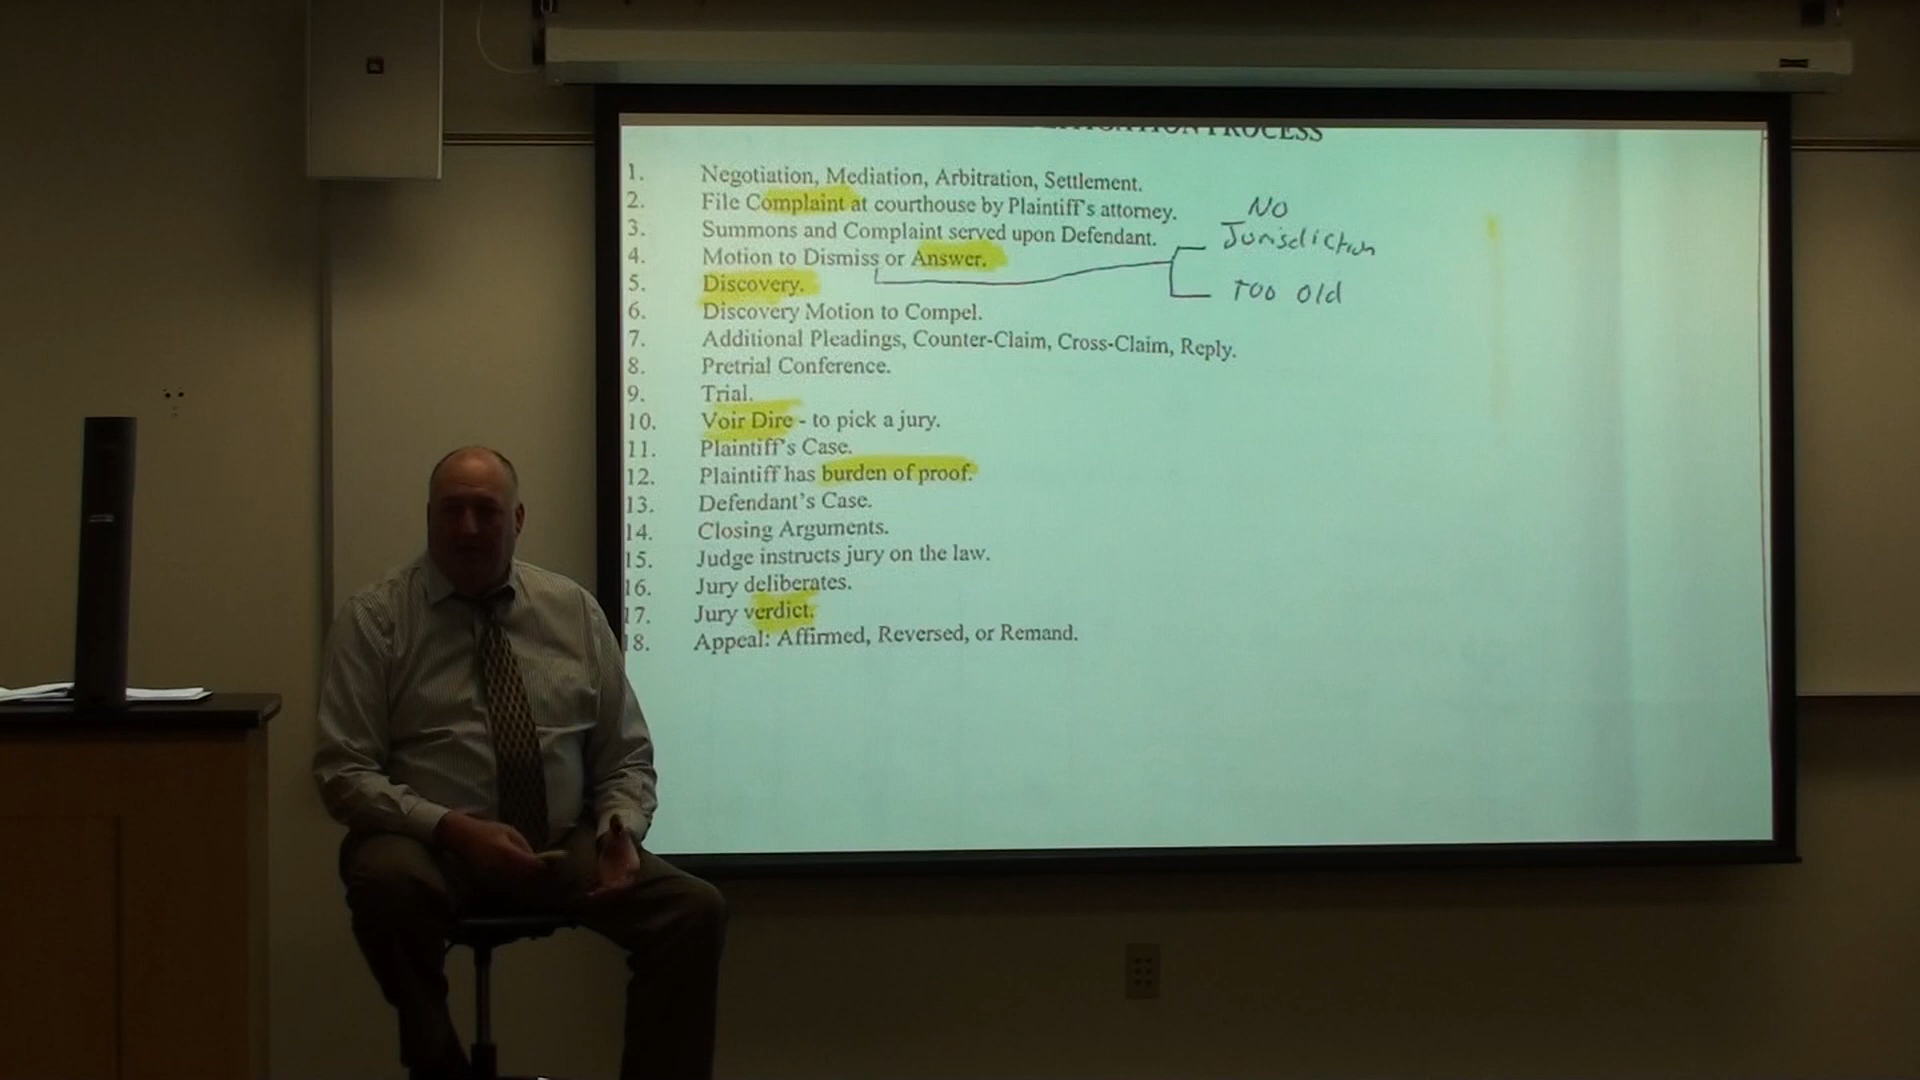 PROCESS
1. Negotiation, Mediation, Arbitration, Settlement.
2. File Complaint at courthouse by Plaintiff's attorney.
3. Summons and Complaint served upon Defendant.
4. Motion to Dismiss or Answer.
5. Discovery.
6. Discovery Motion to Compel.
7. Additional Pleadings, Counter-Claim, Cross-Claim, Reply.
8. Pretrial Conference.
9. Trial.
10. Voir Dire - to pick a jury.
11. Plaintiff's Case.
12. Plaintiff has burden of proof.
13. Defendant's Case.
14. Closing Arguments.
15. Judge instructs jury on the law.
16. Jury deliberates.
17. Jury verdict.
18. Appeal: Affirmed, Reversed, or Remand.
NO
Jurisdiction
Too old